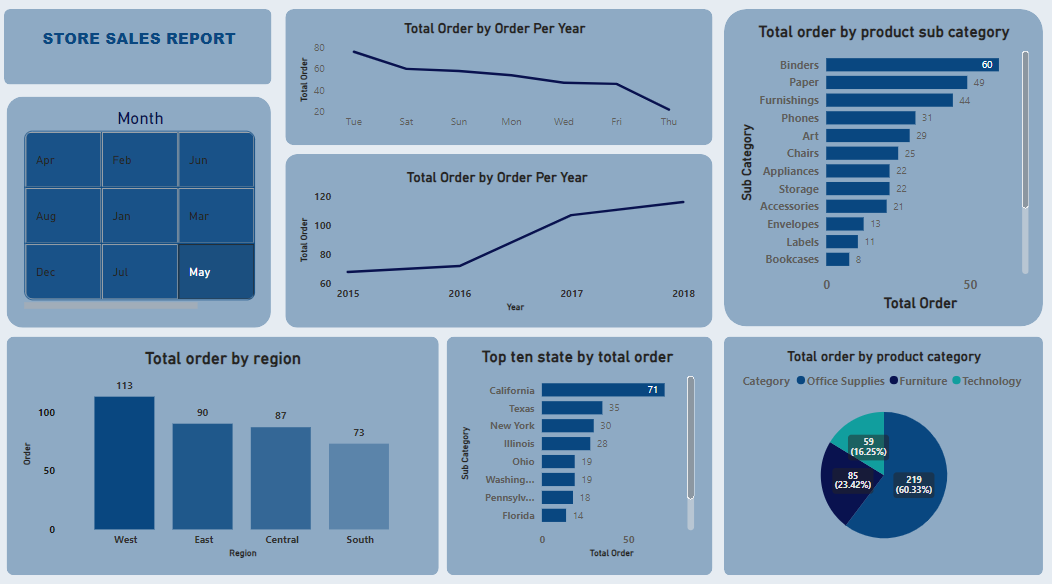 STORE SALES REPORT
Month
Apr Feb Jun
Aug Jan Mar
Dec Jul May
Total Order by Order Per Year
Total Order
80
60
40
20
Tue Sat Sun Mon Wed Fri Thu
Total Order by Order Per Year
Total Order
120
100
80
60
2015 2016 2017 2018
Year
Total order by product sub category
Sub Category
Binders 60
Paper 49
Furnishings 44
Phones 31
Art 29
Chairs 25
Appliances 22
Storage 22
Accessories 21
Envelopes 13
Labels 11
Bookcases 8
0 50
Total Order
Total order by region
Order
100
50
0
113 90 87 73
West East Central South
Region
Top ten state by total order
Sub Category
California 71
Texas 35
New York 30
Illinois 28
Ohio 19
Washing... 19
Pennsylv... 18
Florida 14
0 50
Total Order
Total order by product category
Category Office Supplies Furniture Technology
59
(16.25%)
85
(23.42%)
219
(60.33%)